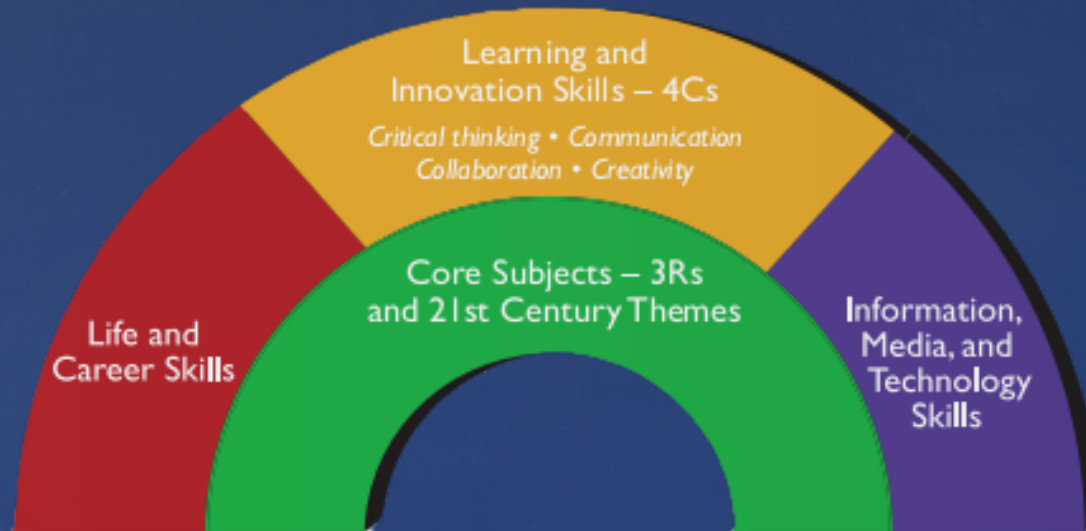 Learning and
Innovation Skills – 4Cs
Critical thinking • Communication
Collaboration • Creativity
Core Subjects – 3Rs
and 21st Century Themes
Life and
Career Skills
Information,
Media, and
Technology
Skills